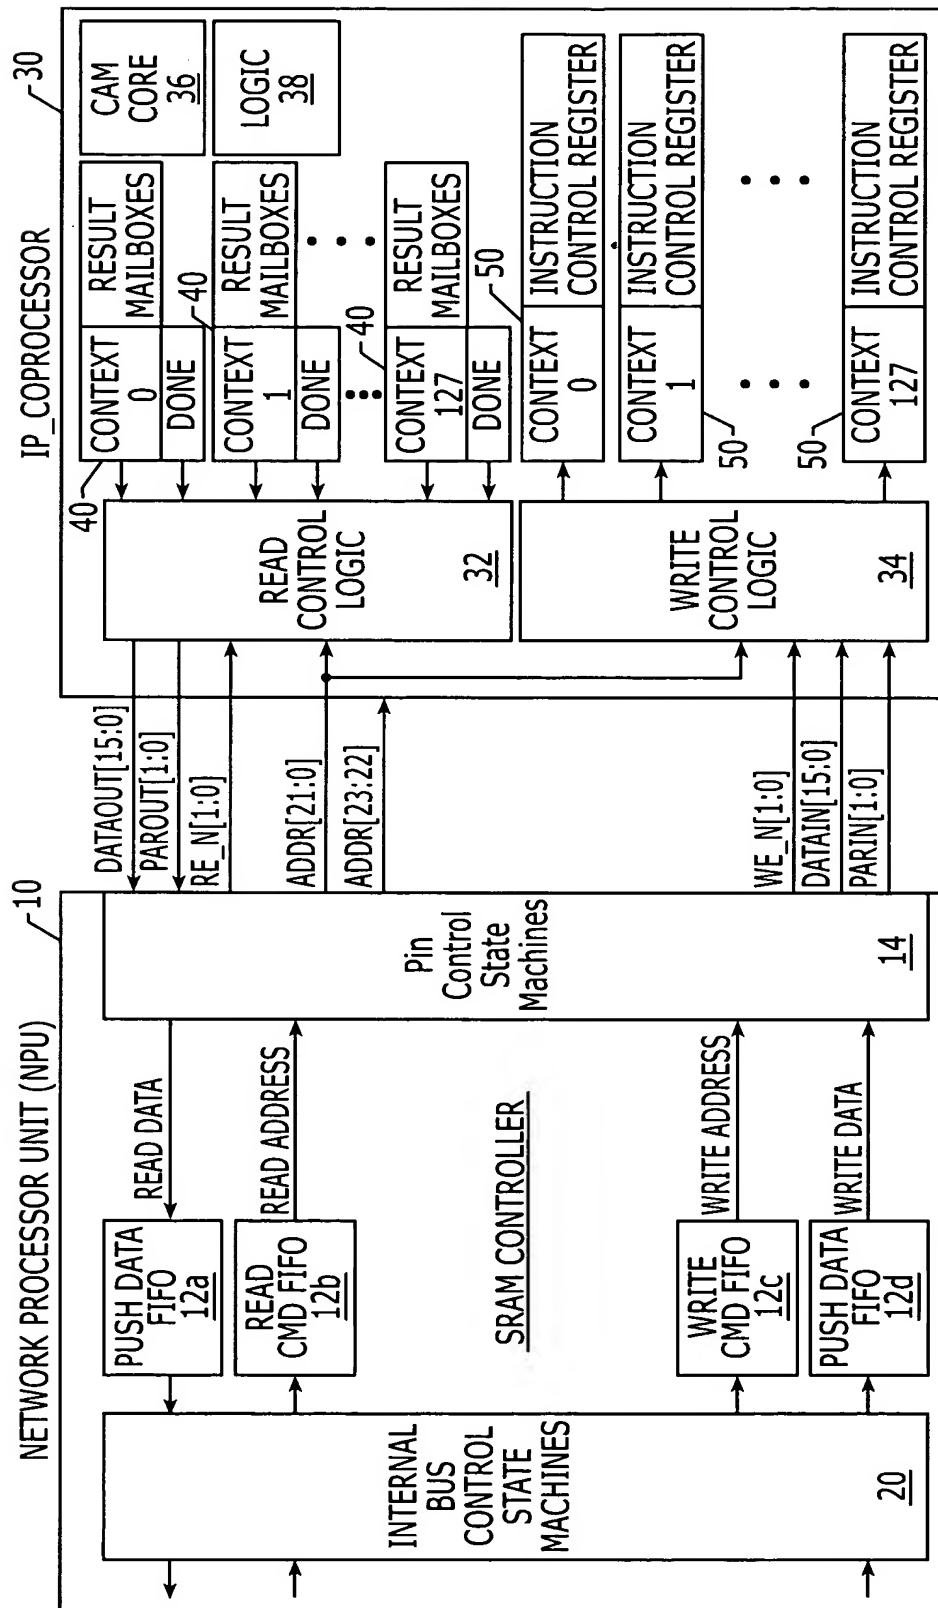 NETWORK PROCESSOR UNIT (NPU)
10
INTERNAL
BUS
CONTROL
STATE
MACHINES
20
PUSH DATA
FIFO
12a
READ
CMD FIFO
12b
SRAM CONTROLLER
WRITE
CMD FIFO
12c
PUSH DATA
FIFO
12d
READ DATA
READ ADDRESS
WRITE ADDRESS
WRITE DATA
Pin
Control
State
Machines
14
DATAOUT[15:0]
PAROUT[1:0]
RE_N[1:0]
ADDR[21:0]
ADDR[23:22]
WE_N[1:0]
DATAIN[15:0]
PARIN[1:0]
IP_COPROCESSOR
30
READ
CONTROL
LOGIC
32
WRITE
CONTROL
LOGIC
34
40
CONTEXT
0
DONE
RESULT
MAILBOXES
CAM
CORE
36
40
CONTEXT
1
DONE
RESULT
MAILBOXES
LOGIC
38
40
CONTEXT
127
DONE
RESULT
MAILBOXES
50
CONTEXT
0
INSTRUCTION
CONTROL REGISTER
50
CONTEXT
1
INSTRUCTION
CONTROL REGISTER
50
CONTEXT
127
INSTRUCTION
CONTROL REGISTER